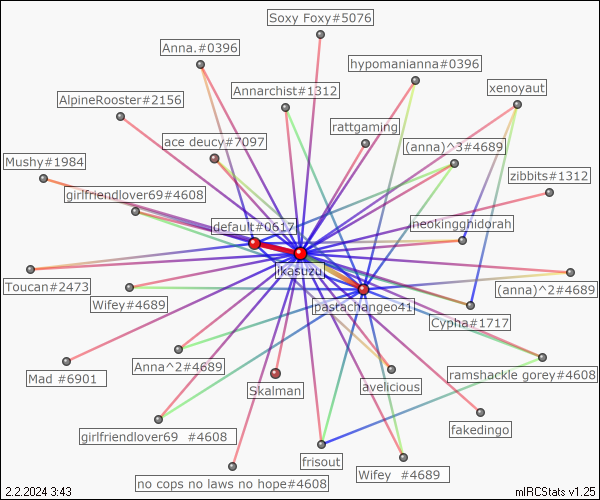 Soxy Foxy#5076
Anna.#0396
hypomanianna#0396
Annarchist#1312
xenoyaut
AlpineRooster#2156
rattgaming
ace deucy#7097
(anna)^3#4689
Mushy#1984
zibbits#1312
girlfriendlover69#4608
default#0617
neokingghidorah
ikasuzu
Toucan#2473
(anna)^2#4689
Wifey#4689
pastachangeo41
Cypha#1717
Anna^2#4689
Mad #6901
ramshackle gorey#4608
Skalman
avelicious
fakedingo
girlfriendlover69 #4608
frisout
Wifey #4689
no cops no laws no hope#4608
2.2.2024 3:43
mIRCStats v1.25